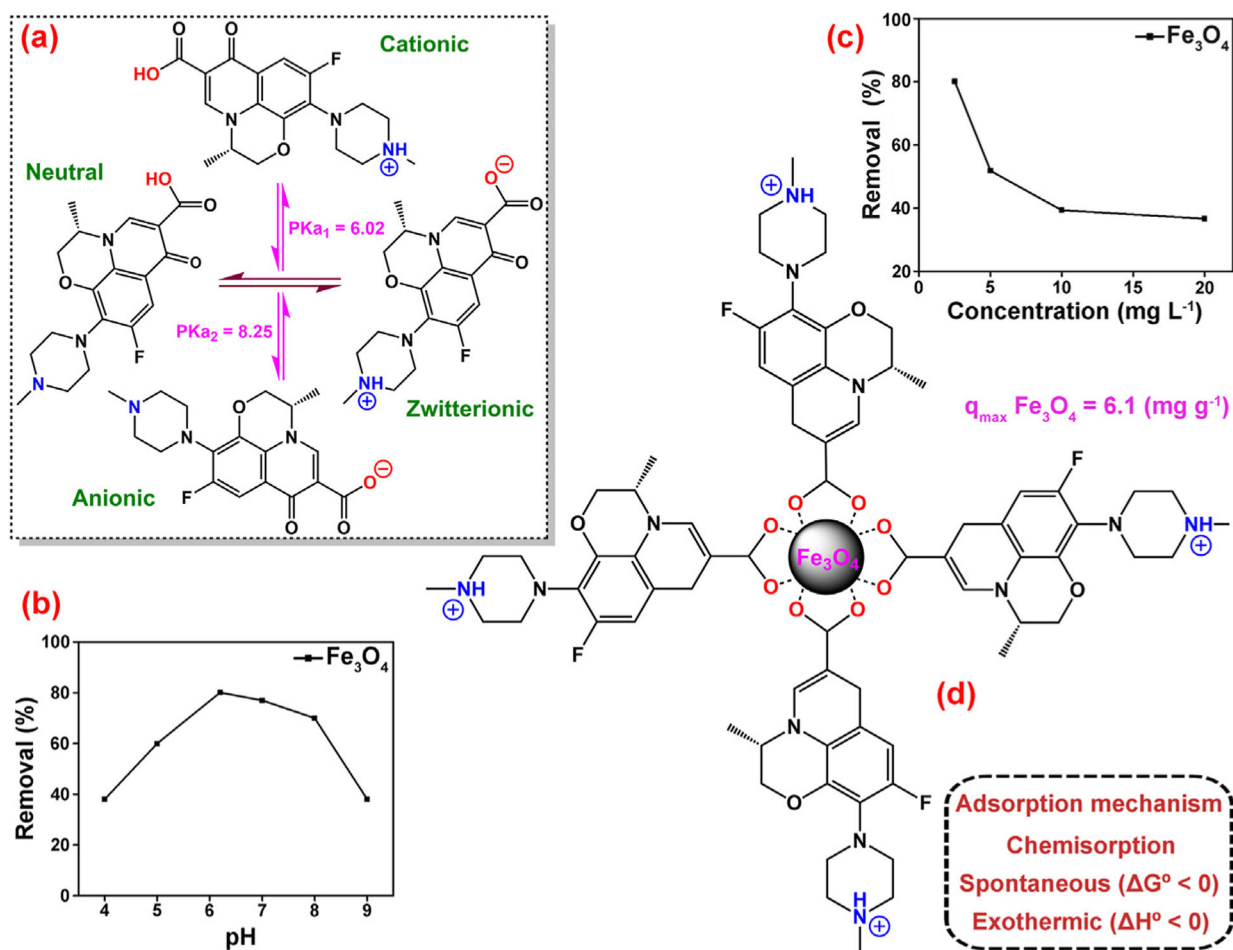 (a)
Cationic
O
O
HO
F
N
N
O
NH
⊕
Neutral
HO
O
N
O
O
F
N
N
PKa₁ = 6.02
PKa₂ = 8.25
O
⊖
O
N
O
O
F
N
NH
⊕
Zwitterionic
N
N
O
N
F
O
O
O
⊖
Anionic
(b)
Fe₃O₄
Removal (%)
100
80
60
40
20
0
4 5 6 7 8 9
pH
(c)
Fe₃O₄
Removal (%)
100
80
60
40
20
0 5 10 15 20
Concentration (mg L⁻¹)
qmax Fe₃O₄ = 6.1 (mg g⁻¹)
⊕
NH
N
F
O
N
O O
O
N
O O
NH
⊕
N
F
Fe₃O₄
O
O
F
N
NH
⊕
N
O
O O
N
O
F
N
H
N
⊕
(d)
Adsorption mechanism
Chemisorption
Spontaneous (ΔGº < 0)
Exothermic (ΔHº < 0)